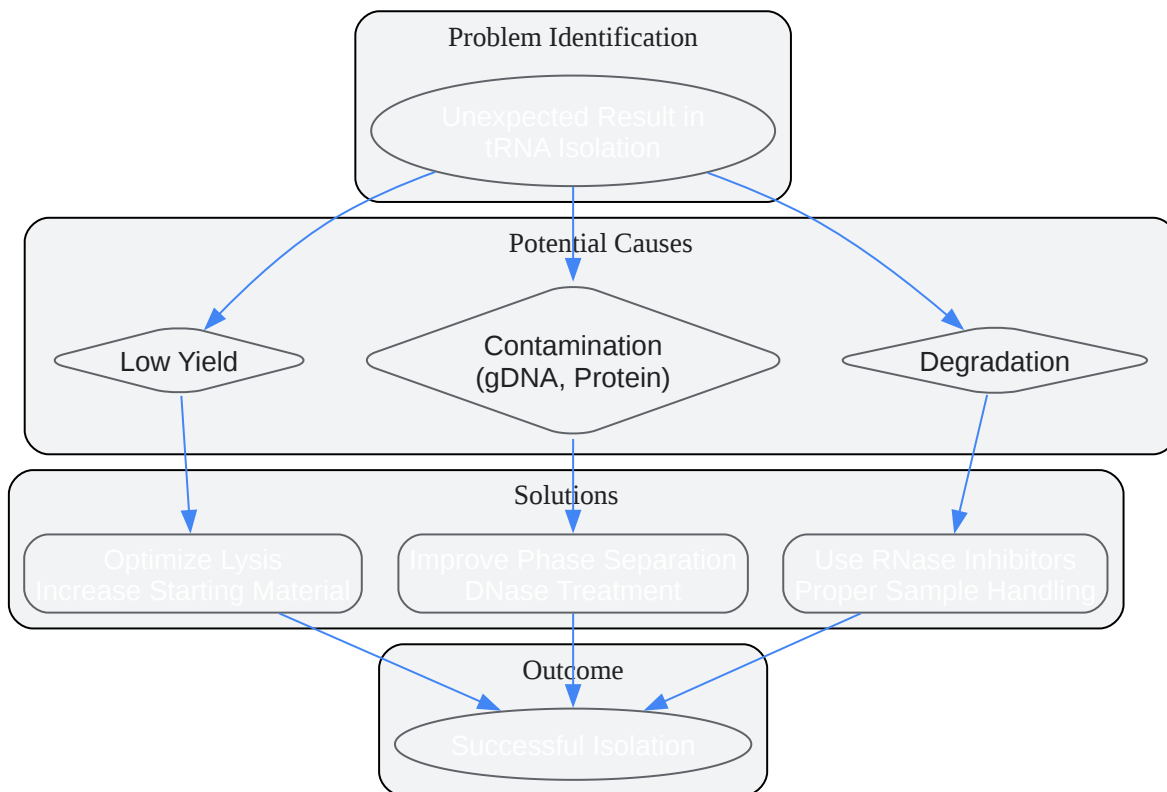 Problem Identification
Unexpected Result in
tRNA Isolation
Potential Causes
Low Yield
Contamination
(gDNA, Protein)
Degradation
Solutions
Optimize Lysis
Increase Starting Material
Improve Phase Separation
DNase Treatment
Use RNase Inhibitors
Proper Sample Handling
Outcome
Successful Isolation